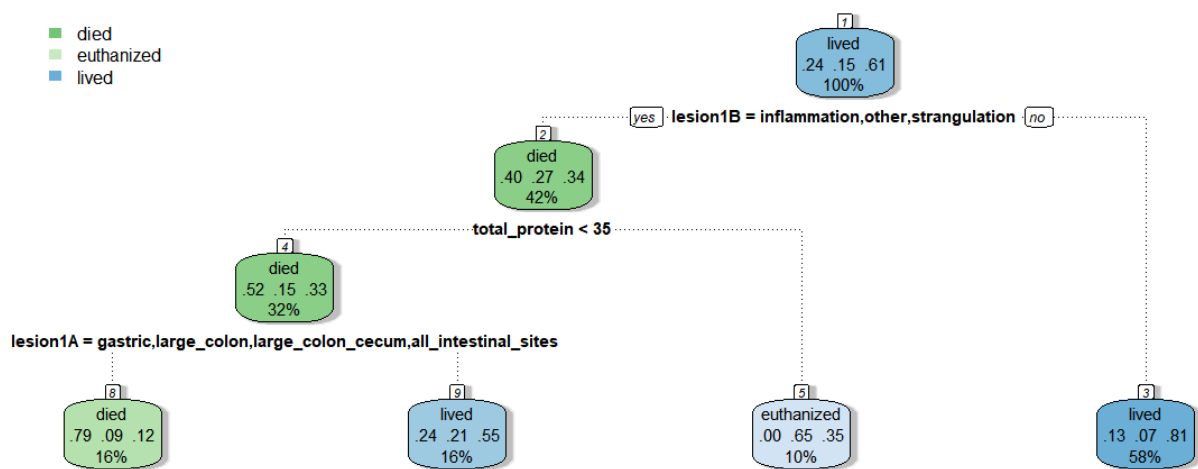 died
euthanized
lived
1
lived
.24 .15 .61
100%
yes lesion1B = inflammation,other,strangulation no
2
died
.40 .27 .34
42%
total_protein < 35
4
died
.52 .15 .33
32%
lesion1A = gastric,large_colon,large_colon_cecum,all_intestinal_sites
8
died
.79 .09 .12
16%
9
lived
.24 .21 .55
16%
5
euthanized
.00 .65 .35
10%
3
lived
.13 .07 .81
58%